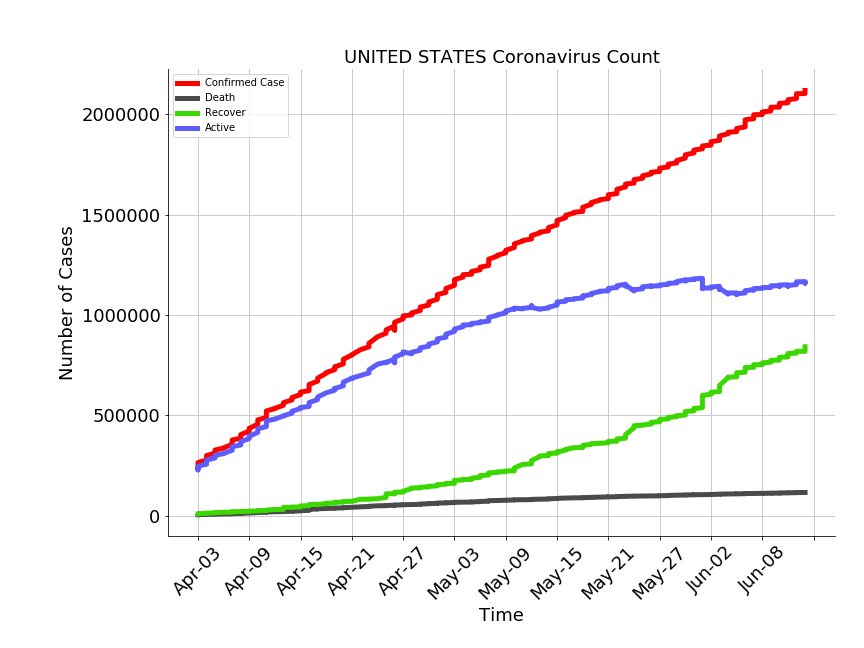 UNITED STATES Coronavirus Count
Confirmed Case
Death
Recover
Active
Number of Cases
2000000
1500000
1000000
500000
0
Apr-03
Apr-09
Apr-15
Apr-21
Apr-27
May-03
May-09
May-15
May-21
May-27
Jun-02
Jun-08
Time